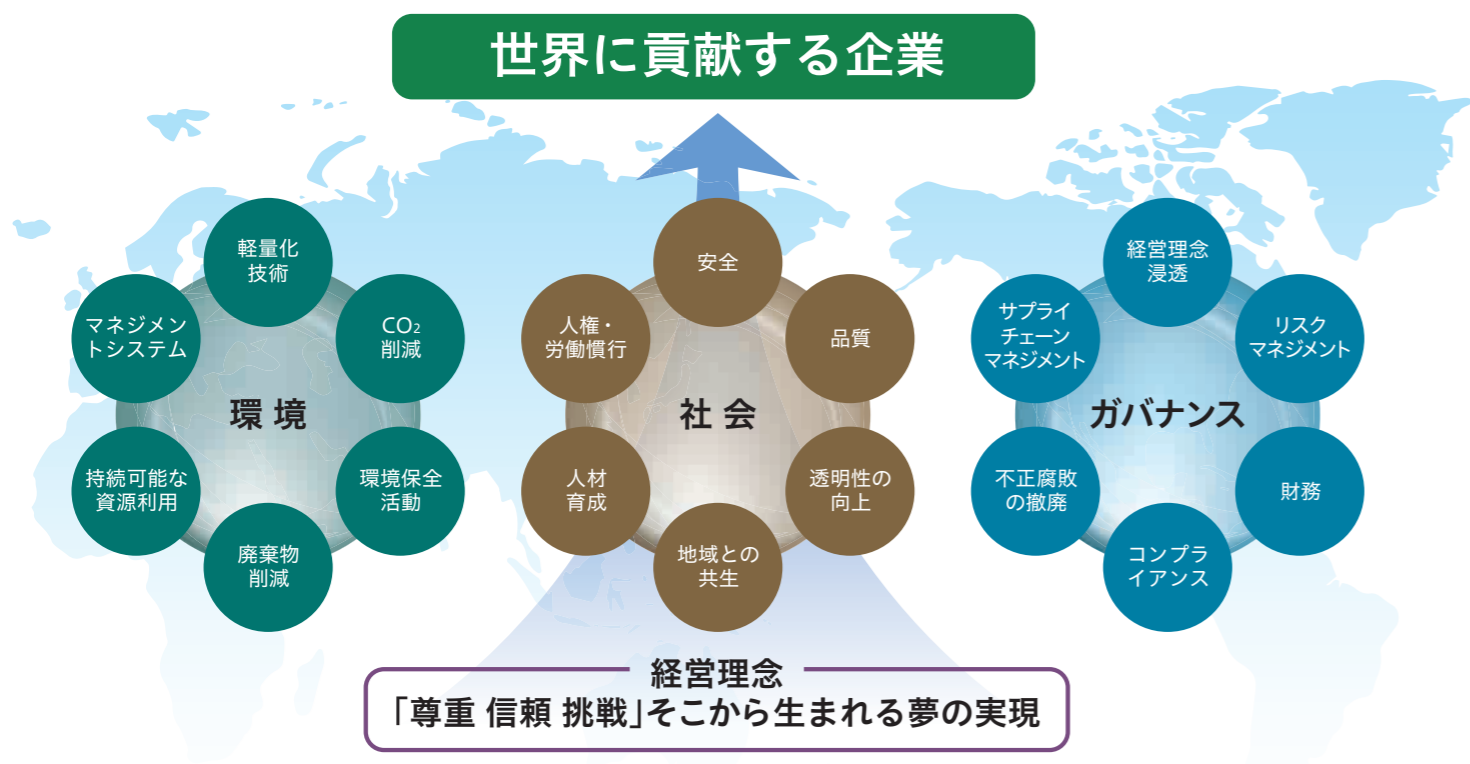 世界に貢献する企業
軽量化
技術
マネジメン
トシステム
CO₂
削減
環境
持続可能な
資源利用
環境保全
活動
廃棄物
削減
安全
人権・
労働慣行
品質
社会
人材
育成
透明性の
向上
地域との
共生
経営理念
浸透
サプライ
チェーン
マネジメント
リスク
マネジメント
ガバナンス
不正腐敗
の撤廃
財務
コンプラ
イアンス
経営理念
「尊重 信頼 挑戦」そこから生まれる夢の実現